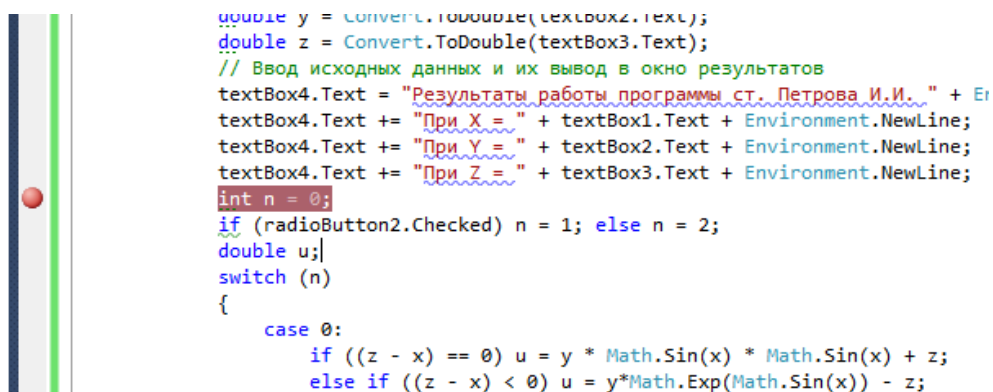 double y = Convert.ToDouble(textBox2.Text);
double z = Convert.ToDouble(textBox3.Text);
// Ввод исходных данных и их вывод в окно результатов
textBox4.Text = "Результаты работы программы ст. Петрова И.И. " + En
textBox4.Text += "При X = " + textBox1.Text + Environment.NewLine;
textBox4.Text += "При Y = " + textBox2.Text + Environment.NewLine;
textBox4.Text += "При Z = " + textBox3.Text + Environment.NewLine;
int n = 0;
if (radioButton2.Checked) n = 1; else n = 2;
double u;
switch (n)
{
case 0:
if ((z - x) == 0) u = y * Math.Sin(x) * Math.Sin(x) + z;
else if ((z - x) < 0) u = y*Math.Exp(Math.Sin(x)) - z;